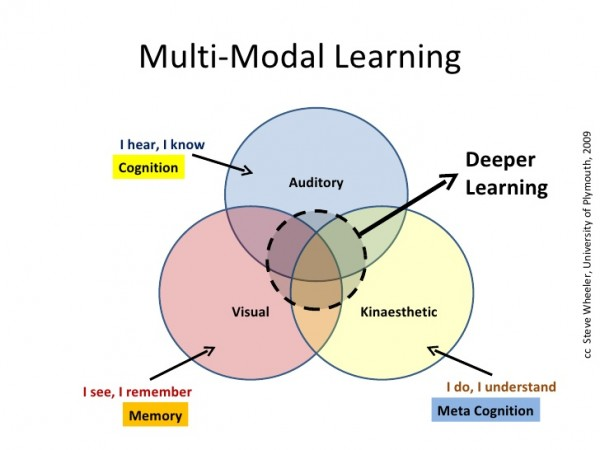 Multi-Modal Learning
I hear, I know
Cognition
Auditory
Deeper
Learning
Visual
Kinaesthetic
I see, I remember
Memory
I do, I understand
Meta Cognition
cc Steve Wheeler, University of Plymouth, 2009